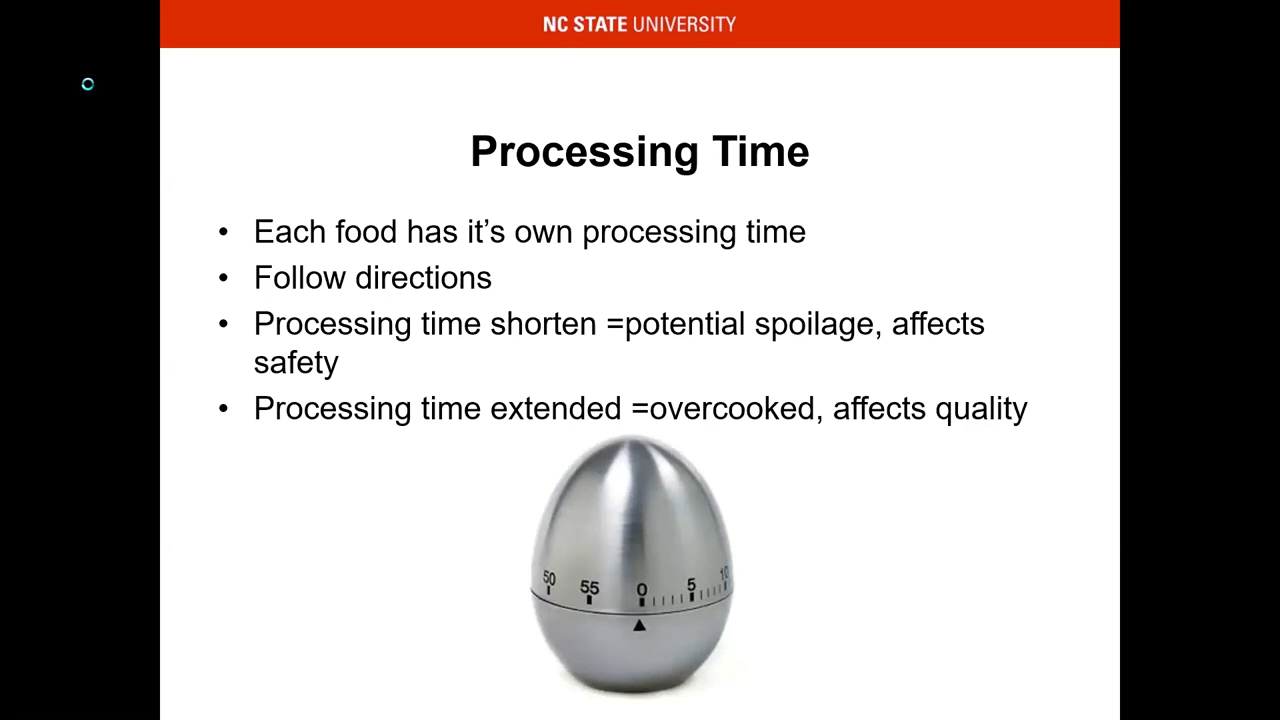 NC STATE UNIVERSITY
Processing Time
• Each food has it’s own processing time
• Follow directions
• Processing time shorten =potential spoilage, affects
safety
• Processing time extended =overcooked, affects quality
50 55 0 5 10